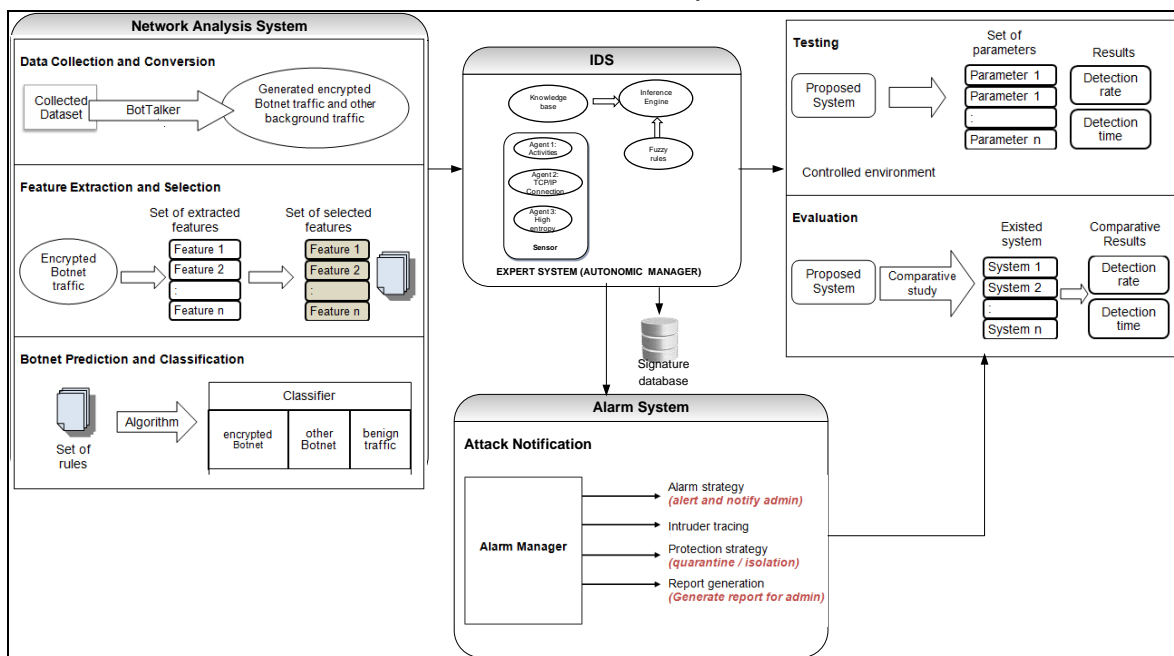 Network Analysis System
Data Collection and Conversion
Collected
Dataset
BotTalker
:
Generated encrypted
Botnet traffic and other
background traffic
Feature Extraction and Selection
Set of extracted
features
Set of selected
features
Encrypted
Botnet
traffic
Feature 1
Feature 2
:
Feature n
Feature 1
Feature 2
:
Feature n
Botnet Prediction and Classification
Set of
rules
Algorithm
Classifier
encrypted
Botnet
other
Botnet
benign
traffic
IDS
Knowledge
base
Inference
Engine
Fuzzy
rules
Agent 1:
Activities
Agent 2:
TCP/IP
Connection
Agent 3:
High
entropy
Sensor
EXPERT SYSTEM (AUTONOMIC MANAGER)
Signature
database
Alarm System
Attack Notification
Alarm Manager
Alarm strategy
(alert and notify admin)
Intruder tracing
Protection strategy
(quarantine / isolation)
Report generation
(Generate report for admin)
Testing
Set of
parameters
Results
Proposed
System
Parameter 1
Parameter 1
:
Parameter n
Detection
rate
Detection
time
Controlled environment
Evaluation
Existed
system
Comparative
Results
Proposed
System
Comparative
study
System 1
System 2
:
System n
Detection
rate
Detection
time